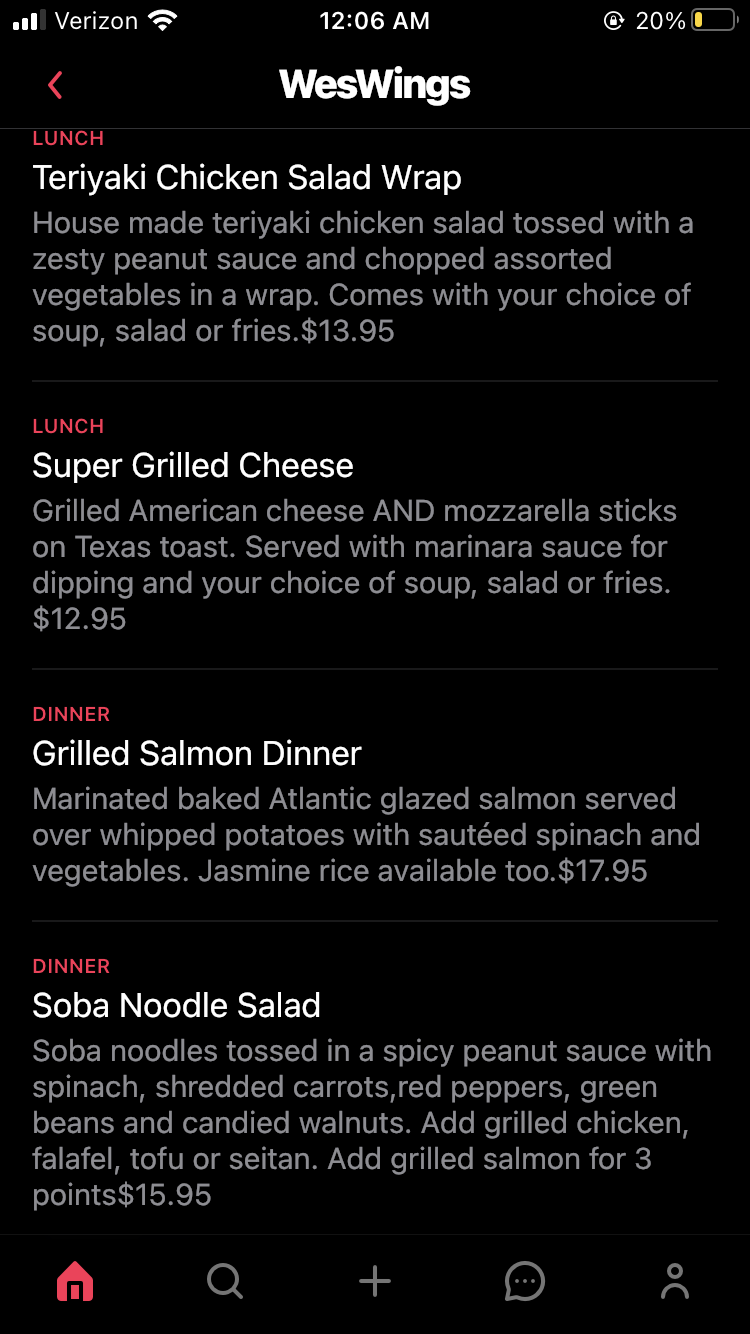 Verizon 12:06 AM 20%
WesWings
LUNCH
Teriyaki Chicken Salad Wrap
House made teriyaki chicken salad tossed with a
zesty peanut sauce and chopped assorted
vegetables in a wrap. Comes with your choice of
soup, salad or fries.$13.95
LUNCH
Super Grilled Cheese
Grilled American cheese AND mozzarella sticks
on Texas toast. Served with marinara sauce for
dipping and your choice of soup, salad or fries.
$12.95
DINNER
Grilled Salmon Dinner
Marinated baked Atlantic glazed salmon served
over whipped potatoes with sautéed spinach and
vegetables. Jasmine rice available too.$17.95
DINNER
Soba Noodle Salad
Soba noodles tossed in a spicy peanut sauce with
spinach, shredded carrots,red peppers, green
beans and candied walnuts. Add grilled chicken,
falafel, tofu or seitan. Add grilled salmon for 3
points$15.95